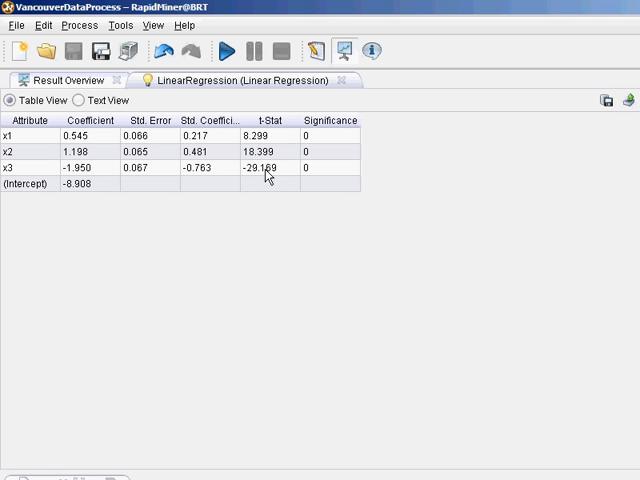 VancouverDataProcess – RapidMiner@BRT
File Edit Process Tools View Help
Result Overview LinearRegression (Linear Regression)
Table View Text View
Attribute Coefficient Std. Error Std. Coeffici... t-Stat Significance
x1 0.545 0.066 0.217 8.299 0
x2 1.198 0.065 0.481 18.399 0
x3 -1.950 0.067 -0.763 -29.169 0
(Intercept) -8.908